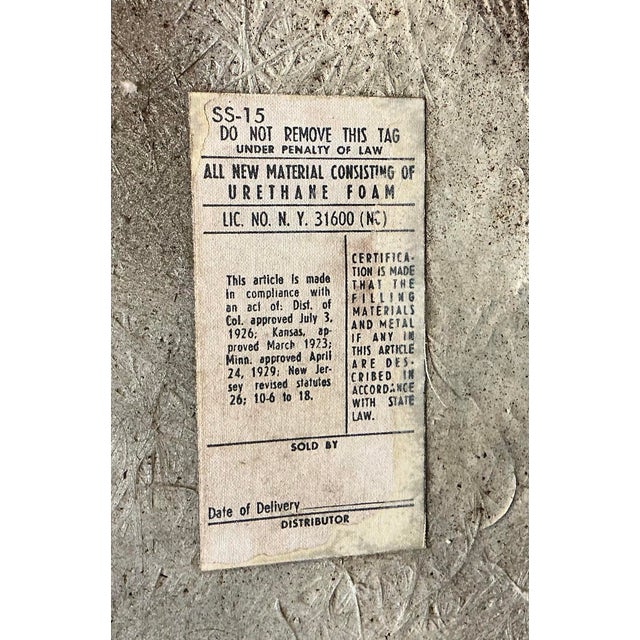 SS-15
DO NOT REMOVE THIS TAG
UNDER PENALTY OF LAW
ALL NEW MATERIAL CONSISTING OF
URETHANE FOAM
LIC. NO. N. Y. 31600 (NC)
This article is made
in compliance with
an act of: Dist. of
Col. approved July 3,
1926; Kansas, ap-
proved March 1923;
Minn. approved April
24, 1929; New Jer-
sey revised statutes
26; 10-6 to 18.
CERTIFICA-
TION IS MADE
THAT THE
FILLING
MATERIALS
AND METAL
IF ANY IN
THIS ARTICLE
ARE DES-
CRIBED IN
ACCORDANCE
WITH STATE
LAW.
SOLD BY
Date of Delivery
DISTRIBUTOR